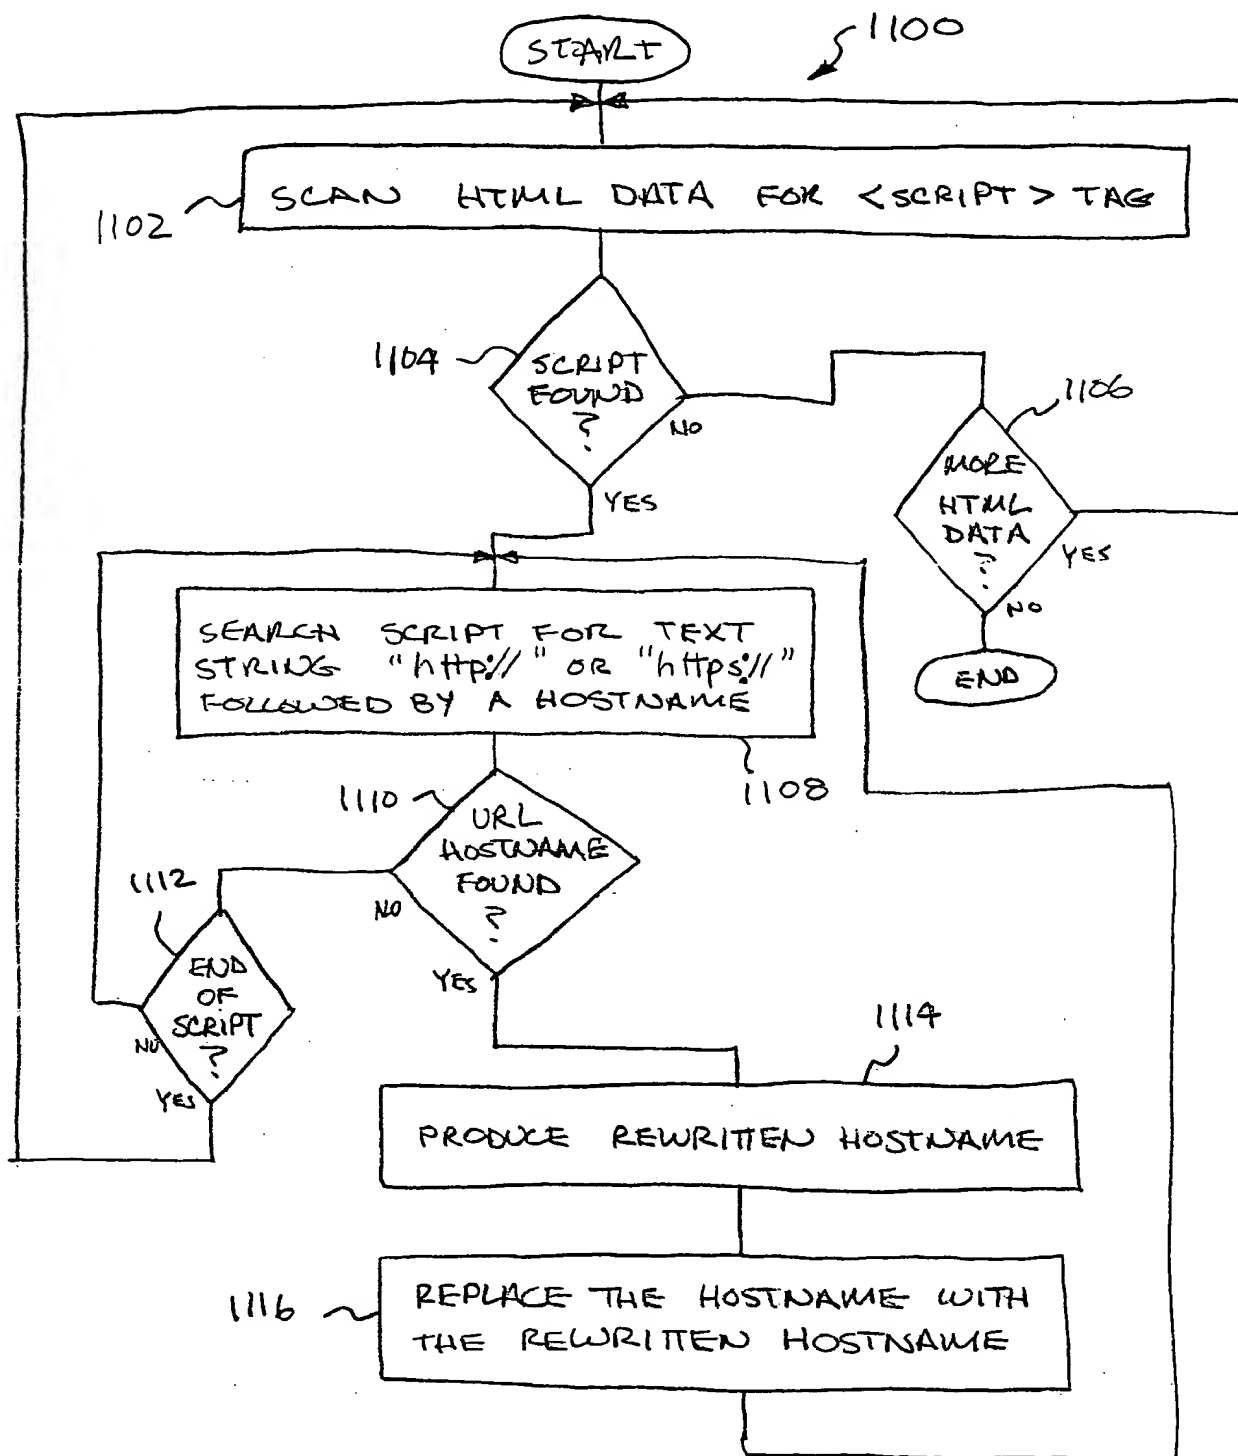 START
1100
SCAN HTML DATA FOR <SCRIPT> TAG
1102
1104
SCRIPT
FOUND
?
NO
YES
1106
MORE
HTML
DATA
?
YES
NO
END
SEARCH SCRIPT FOR TEXT
STRING "http://" OR "https://"
FOLLOWED BY A HOSTNAME
1108
1110
URL
HOSTNAME
FOUND
?
NO
YES
1112
END
OF
SCRIPT
?
NO
YES
1114
PRODUCE REWRITTEN HOSTNAME
1116
REPLACE THE HOSTNAME WITH
THE REWRITTEN HOSTNAME